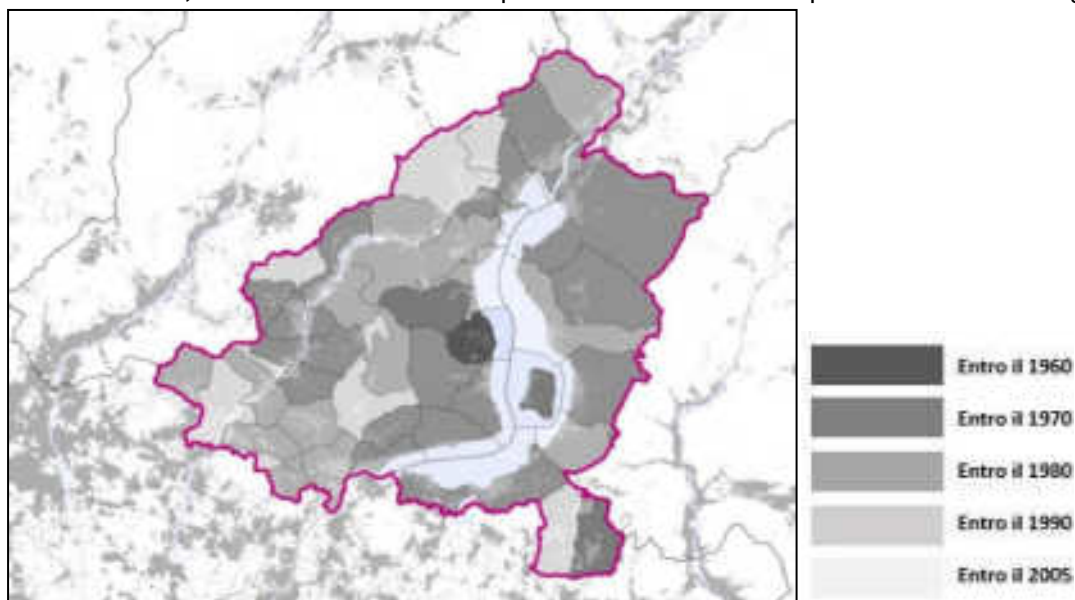 Entro il 1960
Entro il 1970
Entro il 1980
Entro il 1990
Entro il 2005